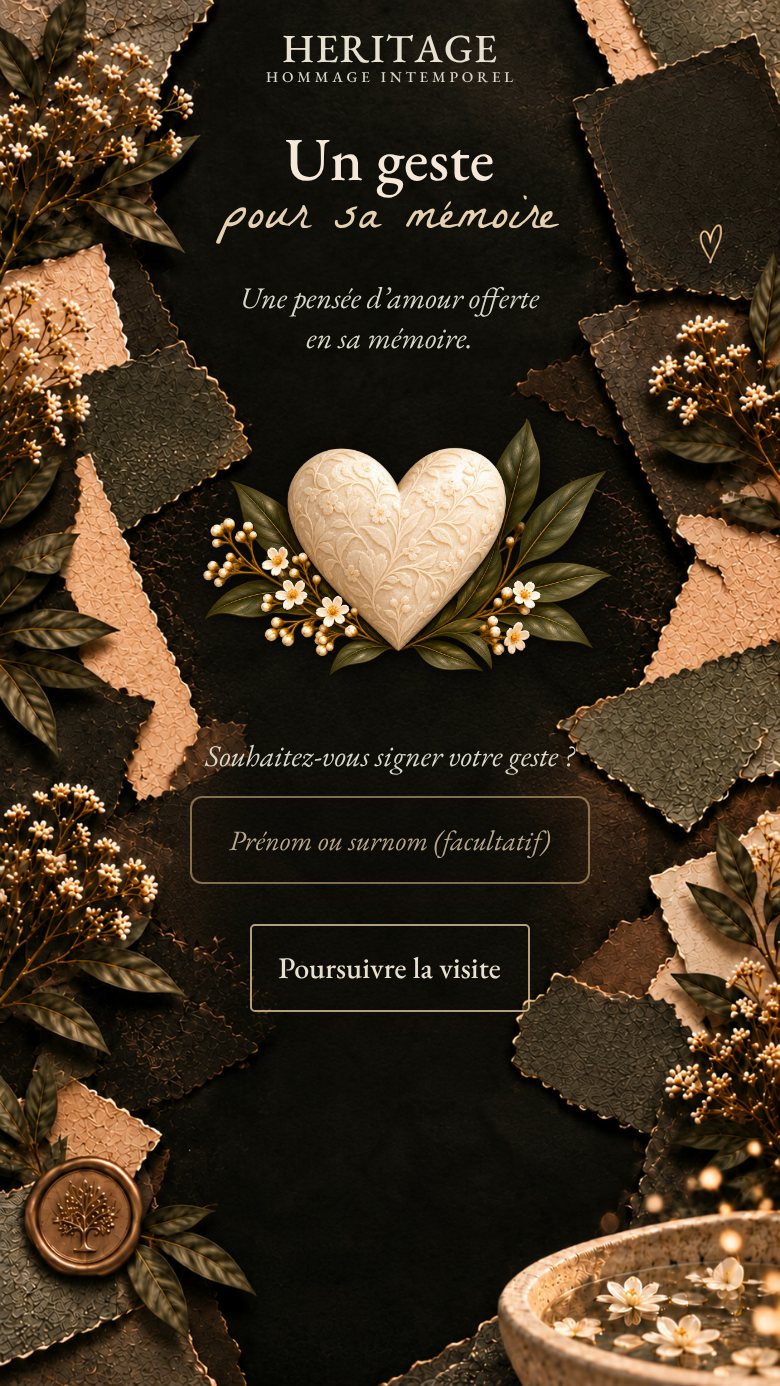 HERITAGE
HOMMAGE INTEMPOREL
Un geste
pour sa mémoire
Une pensée d’amour offerte
en sa mémoire.
Souhaitez-vous signer votre geste ?
Prénom ou surnom (facultatif)
Poursuivre la visite